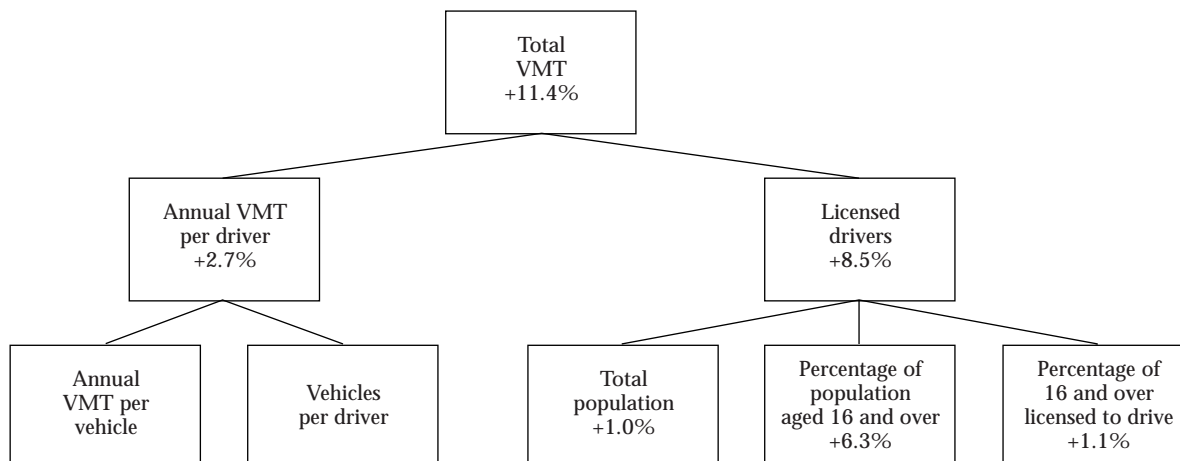 Total
VMT
+11.4%
Annual VMT
per driver
+2.7%
Licensed
drivers
+8.5%
Annual
VMT per
vehicle
Vehicles
per driver
Total
population
+1.0%
Percentage of
population
aged 16 and over
+6.3%
Percentage of
16 and over
licensed to drive
+1.1%